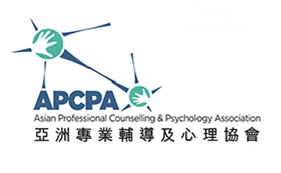 APCPA
Asian Professional Counselling & Psychology Association
亞洲專業輔導及心理協會